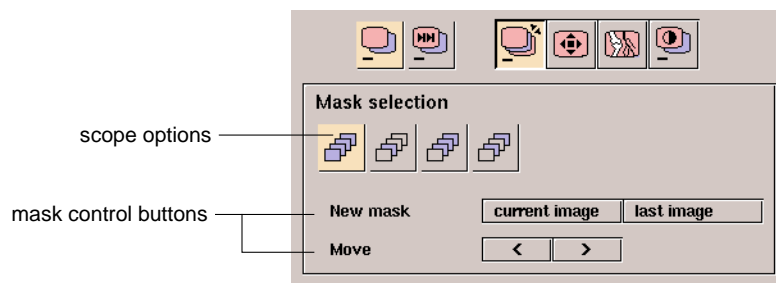 Mask selection
scope options
mask control buttons
New mask
current image
last image
Move
<
>